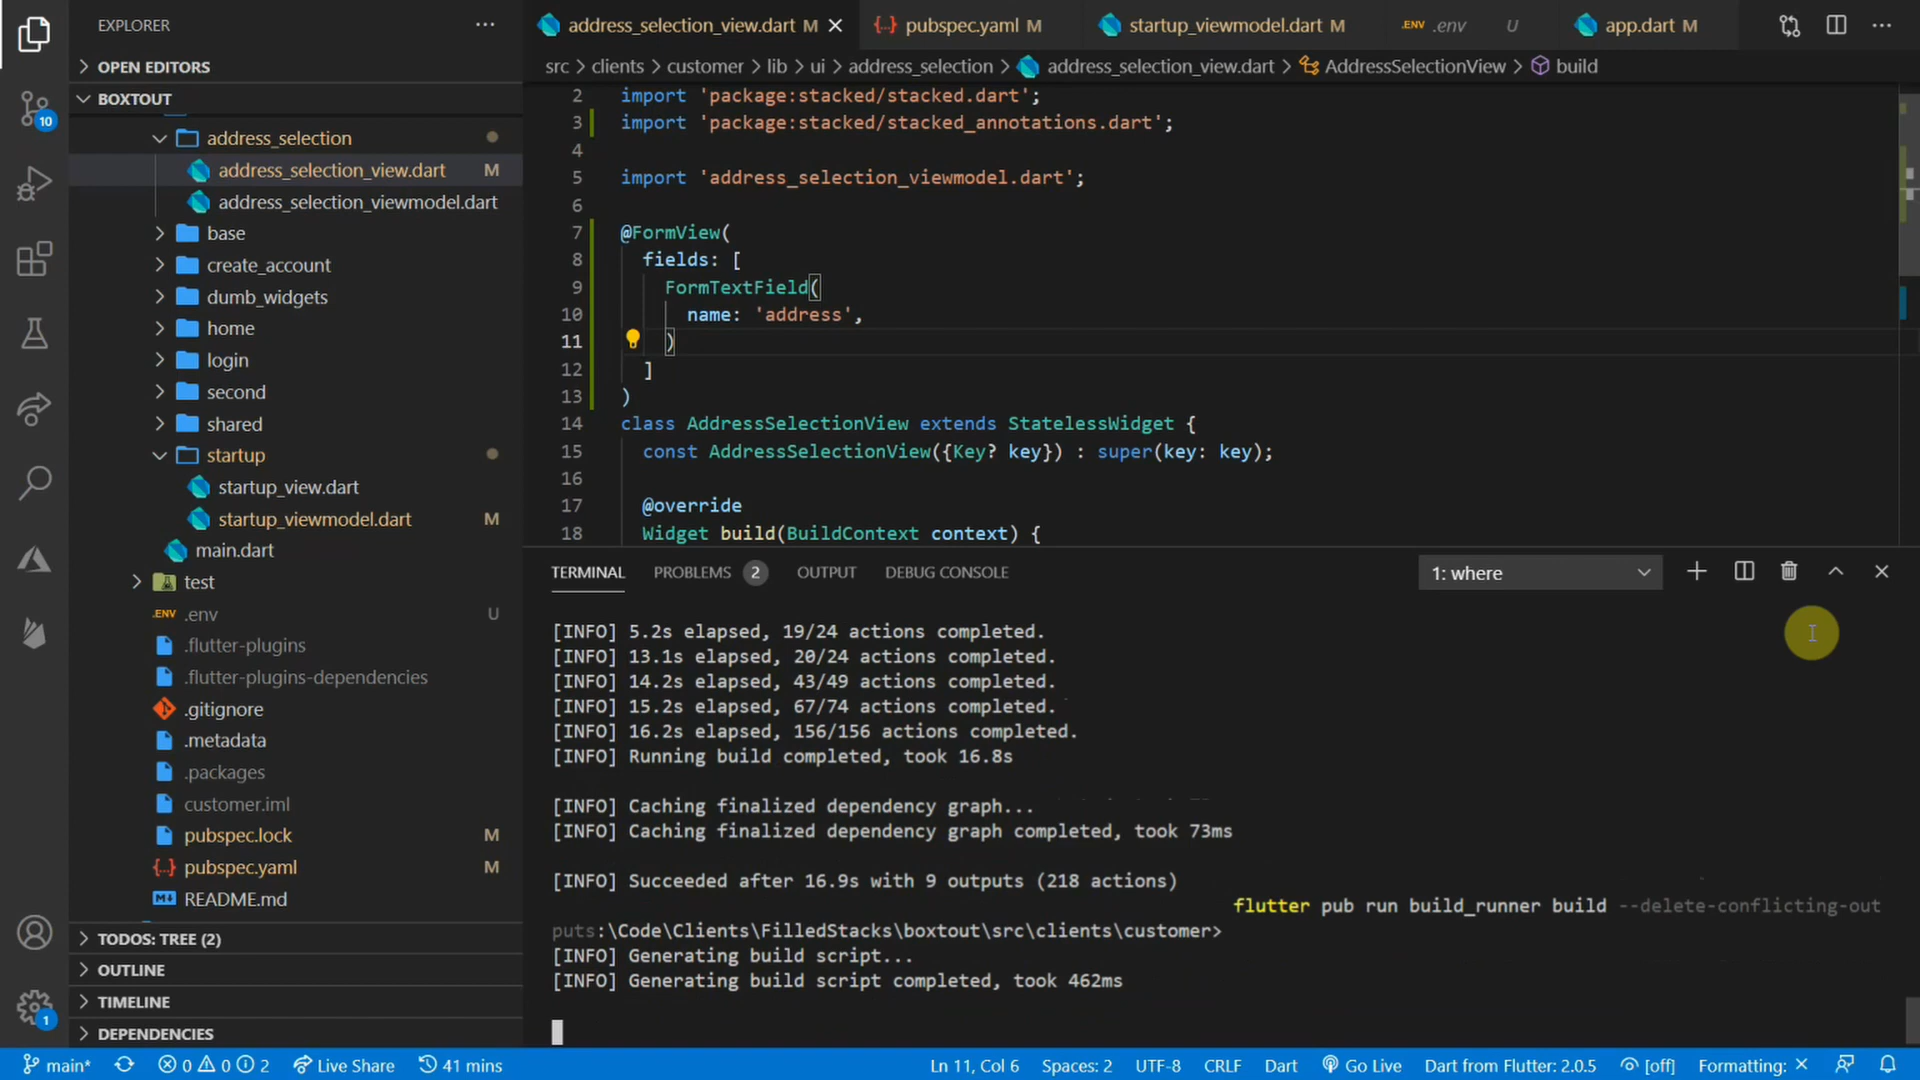 EXPLORER
OPEN EDITORS
BOXTOUT
address_selection
address_selection_view.dart M
address_selection_viewmodel.dart
base
create_account
dumb_widgets
home
login
second
shared
startup
startup_view.dart
startup_viewmodel.dart M
main.dart
test
.ENV .env U
.flutter-plugins
.flutter-plugins-dependencies
.gitignore
.metadata
.packages
customer.iml
pubspec.lock M
{..} pubspec.yaml M
README.md
TODOS: TREE (2)
OUTLINE
TIMELINE
DEPENDENCIES
10
1
address_selection_view.dart M
{} pubspec.yaml M
startup_viewmodel.dart M
.ENV .env U
app.dart M
src > clients > customer > lib > ui > address_selection > address_selection_view.dart > AddressSelectionView > build
2 import 'package:stacked/stacked.dart';
3 import 'package:stacked/stacked_annotations.dart';
4
5 import 'address_selection_viewmodel.dart';
6
7 @FormView(
8 fields: [
9 FormTextField(
10 name: 'address',
11 )
12 ]
13 )
14 class AddressSelectionView extends StatelessWidget {
15 const AddressSelectionView({Key? key}) : super(key: key);
16
17 @override
18 Widget build(BuildContext context) {
TERMINAL PROBLEMS 2 OUTPUT DEBUG CONSOLE 1: where
[INFO] 5.2s elapsed, 19/24 actions completed.
[INFO] 13.1s elapsed, 20/24 actions completed.
[INFO] 14.2s elapsed, 43/49 actions completed.
[INFO] 15.2s elapsed, 67/74 actions completed.
[INFO] 16.2s elapsed, 156/156 actions completed.
[INFO] Running build completed, took 16.8s
[INFO] Caching finalized dependency graph...
[INFO] Caching finalized dependency graph completed, took 73ms
[INFO] Succeeded after 16.9s with 9 outputs (218 actions)
flutter pub run build_runner build --delete-conflicting-out
puts:\Code\Clients\FilledStacks\boxtout\src\clients\customer>
[INFO] Generating build script...
[INFO] Generating build script completed, took 462ms
main* 0 0 2 Live Share 41 mins Ln 11, Col 6 Spaces: 2 UTF-8 CRLF Dart Go Live Dart from Flutter: 2.0.5 [off] Formatting: ×